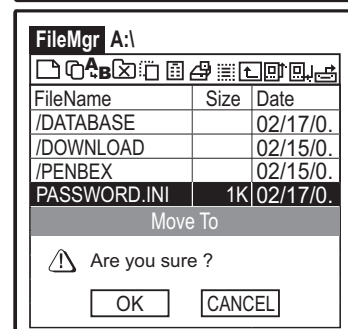 FileMgr A:\
FileName Size Date
/DATABASE 02/17/0.
/DOWNLOAD 02/15/0.
/PENBEX 02/15/0.
PASSWORD.INI 1K 02/17/0.
Move To
Are you sure ?
OK CANCEL